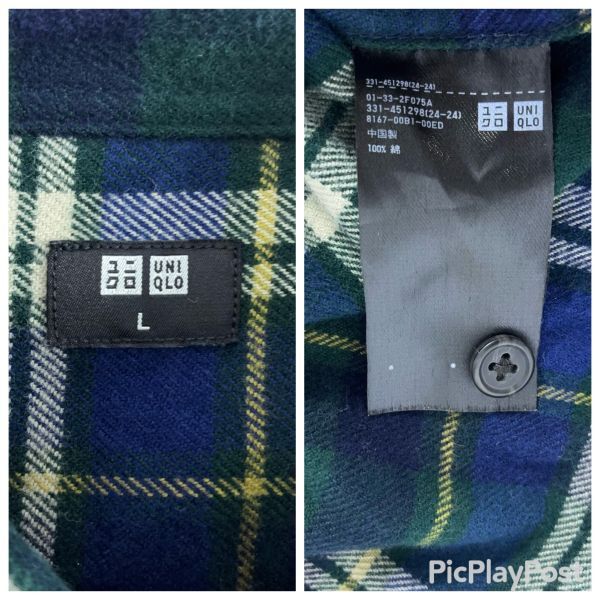 ユニ
クロ
UNI
QLO
L
331-451298(24-24)
01-33-2F075A
331-451298(24-24)
8167-00B1-00ED
中国製
100% 綿
ユニ
クロ
UNI
QLO
PicPlayPost